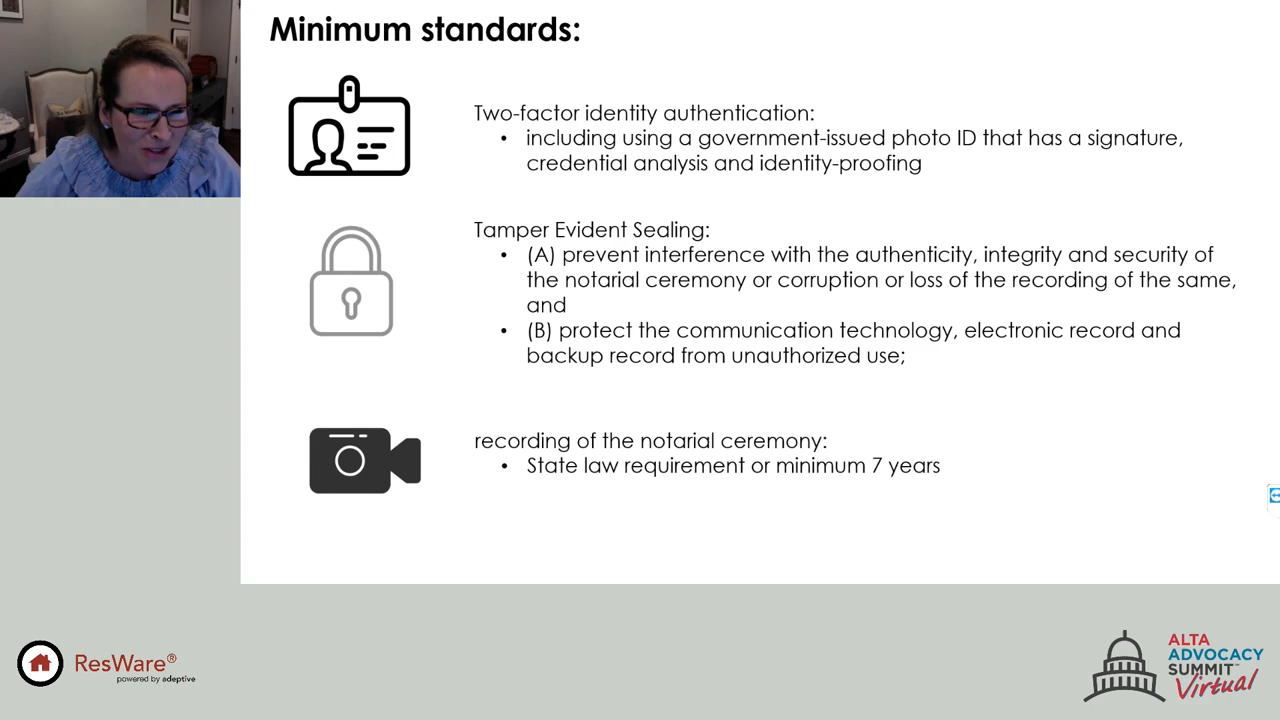 Minimum standards:
Two-factor identity authentication:
• including using a government-issued photo ID that has a signature,
credential analysis and identity-proofing
Tamper Evident Sealing:
• (A) prevent interference with the authenticity, integrity and security of
the notarial ceremony or corruption or loss of the recording of the same,
and
• (B) protect the communication technology, electronic record and
backup record from unauthorized use;
recording of the notarial ceremony:
• State law requirement or minimum 7 years
ResWare®
powered by adeptive
ALTA
ADVOCACY
SUMMIT™
Virtual